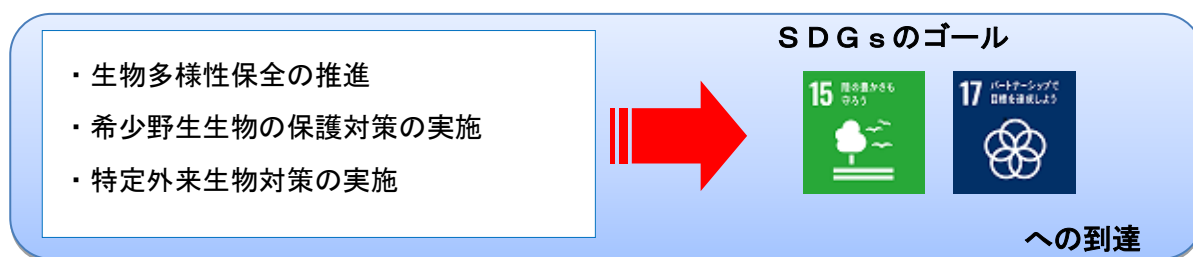 ・生物多様性保全の推進
・希少野生生物の保護対策の実施
・特定外来生物対策の実施
ＳＤＧｓのゴール
15 陸の豊かさも
守ろう
17 パートナーシップで
目標を達成しよう
への到達